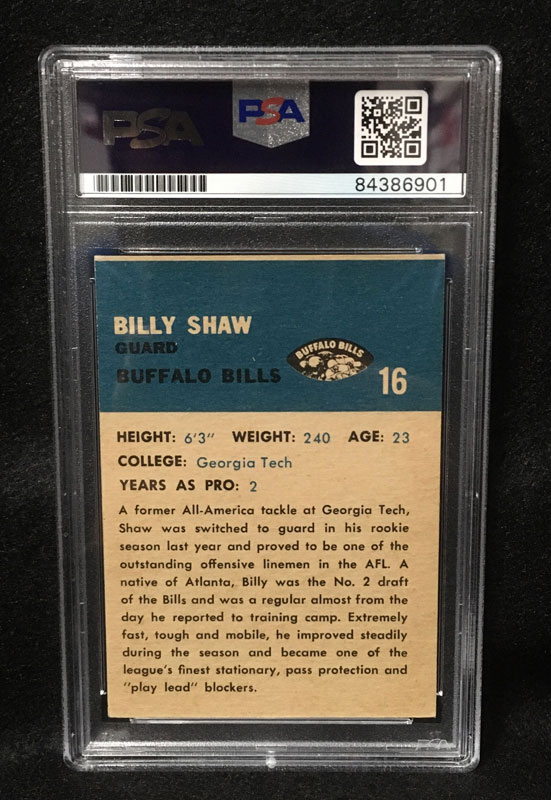 PSA
PSA
84386901
BILLY SHAW
GUARD
BUFFALO BILLS
BUFFALO BILLS
16
HEIGHT: 6'3" WEIGHT: 240 AGE: 23
COLLEGE: Georgia Tech
YEARS AS PRO: 2
A former All-America tackle at Georgia Tech,
Shaw was switched to guard in his rookie
season last year and proved to be one of the
outstanding offensive linemen in the AFL. A
native of Atlanta, Billy was the No. 2 draft
of the Bills and was a regular almost from the
day he reported to training camp. Extremely
fast, tough and mobile, he improved steadily
during the season and became one of the
league's finest stationary, pass protection and
"play lead" blockers.